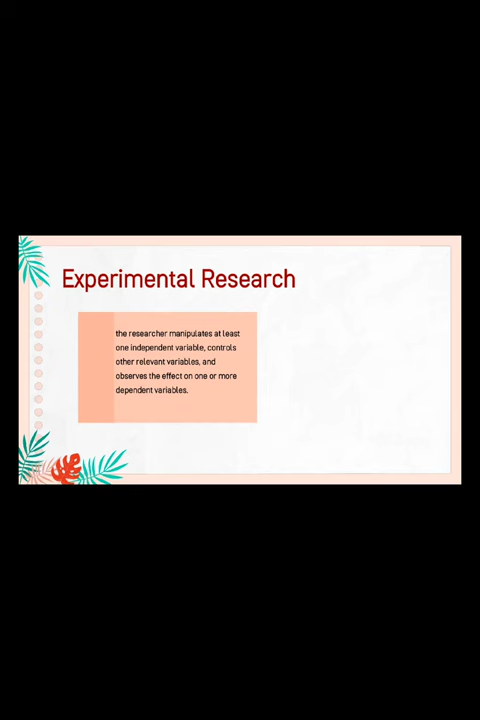 Experimental Research
the researcher manipulates at least
one independent variable, controls
other relevant variables, and
observes the effect on one or more
dependent variables.